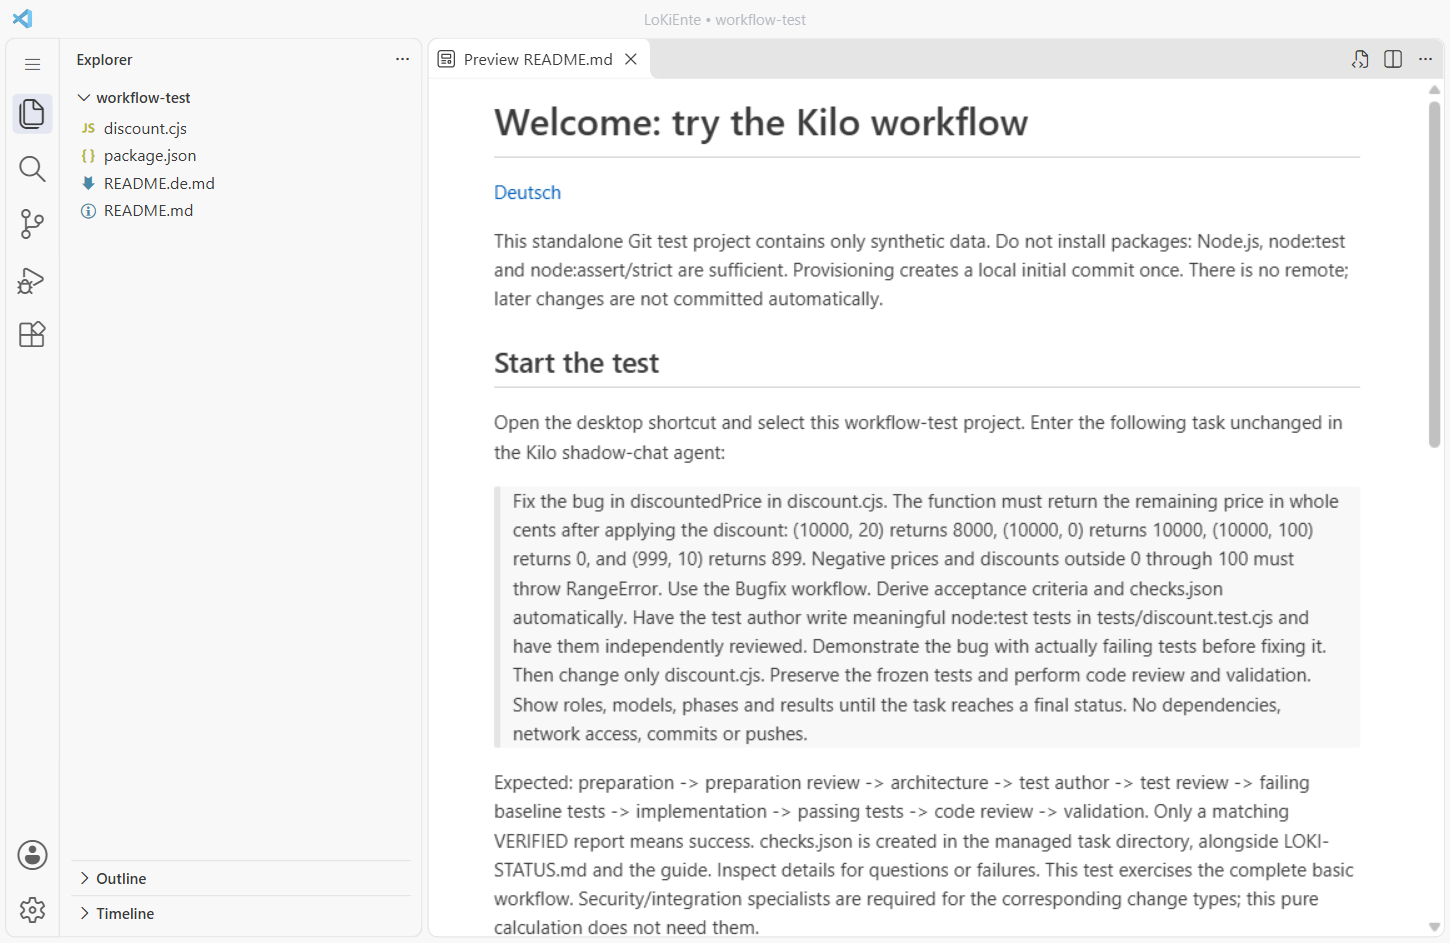 LoKiEnte • workflow-test
Explorer
workflow-test
JS discount.cjs
{} package.json
README.de.md
README.md
Outline
Timeline
Preview README.md
Welcome: try the Kilo workflow
Deutsch
This standalone Git test project contains only synthetic data. Do not install packages: Node.js, node:test
and node:assert/strict are sufficient. Provisioning creates a local initial commit once. There is no remote;
later changes are not committed automatically.
Start the test
Open the desktop shortcut and select this workflow-test project. Enter the following task unchanged in
the Kilo shadow-chat agent:
Fix the bug in discountedPrice in discount.cjs. The function must return the remaining price in whole
cents after applying the discount: (10000, 20) returns 8000, (10000, 0) returns 10000, (10000, 100)
returns 0, and (999, 10) returns 899. Negative prices and discounts outside 0 through 100 must
throw RangeError. Use the Bugfix workflow. Derive acceptance criteria and checks.json
automatically. Have the test author write meaningful node:test tests in tests/discount.test.cjs and
have them independently reviewed. Demonstrate the bug with actually failing tests before fixing it.
Then change only discount.cjs. Preserve the frozen tests and perform code review and validation.
Show roles, models, phases and results until the task reaches a final status. No dependencies,
network access, commits or pushes.
Expected: preparation -> preparation review -> architecture -> test author -> test review -> failing
baseline tests -> implementation -> passing tests -> code review -> validation. Only a matching
VERIFIED report means success. checks.json is created in the managed task directory, alongside LOKI-
STATUS.md and the guide. Inspect details for questions or failures. This test exercises the complete basic
workflow. Security/integration specialists are required for the corresponding change types; this pure
calculation does not need them.